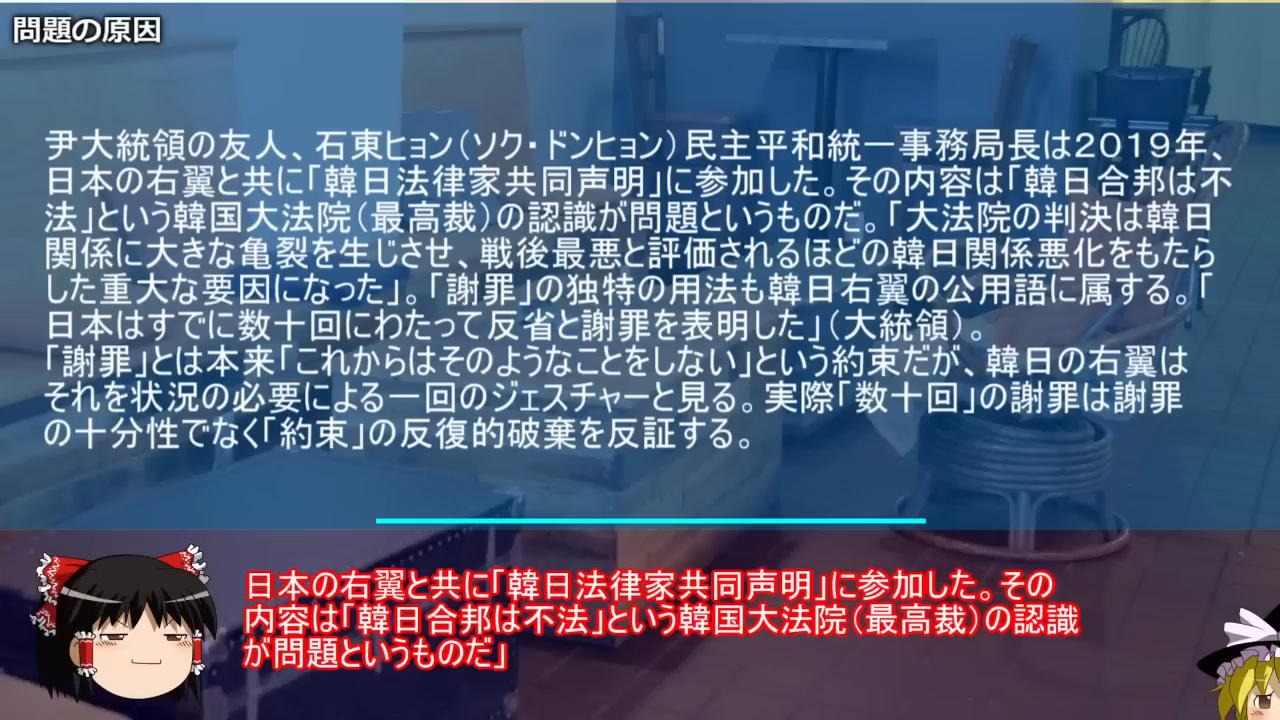 問題の原因
尹大統領の友人、石東ヒョン(ソク・ドンヒョン)民主平和統一事務局長は2019年、
日本の右翼と共に「韓日法律家共同声明」に参加した。その内容は「韓日合邦は不
法」という韓国大法院(最高裁)の認識が問題というものだ。「大法院の判決は韓日
関係に大きな亀裂を生じさせ、戦後最悪と評価されるほどの韓日関係悪化をもたら
した重大な要因になった」。「謝罪」の独特の用法も韓日右翼の公用語に属する。「
日本はすでに数十回にわたって反省と謝罪を表明した」(大統領)。
「謝罪」とは本来「これからはそのようなことをしない」という約束だが、韓日の右翼は
それを状況の必要による一回のジェスチャーと見る。実際「数十回」の謝罪は謝罪
の十分性でなく「約束」の反復的破棄を反証する。
日本の右翼と共に「韓日法律家共同声明」に参加した。その
内容は「韓日合邦は不法」という韓国大法院(最高裁)の認識
が問題というものだ」